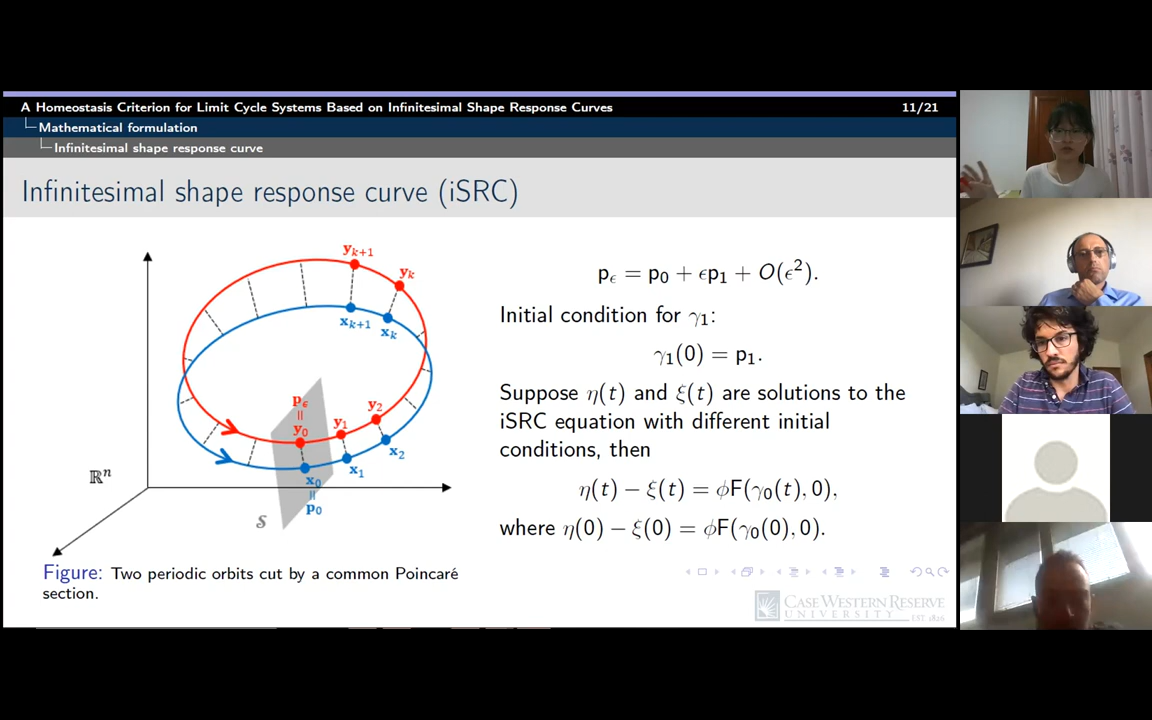 A Homeostasis Criterion for Limit Cycle Systems Based on Infinitesimal Shape Response Curves 11/21
Mathematical formulation
Infinitesimal shape response curve
Infinitesimal shape response curve (iSRC)
y_{k+1}
y_k
x_{k+1}
x_k
p_ϵ
=
y_0
y_1
y_2
x_0
=
p_0
x_1
x_2
ℝⁿ
S
Figure: Two periodic orbits cut by a common Poincaré
section.
p_ϵ = p_0 + ϵp_1 + O(ϵ²).
Initial condition for γ_1:
γ_1(0) = p_1.
Suppose η(t) and ξ(t) are solutions to the
iSRC equation with different initial
conditions, then
η(t) − ξ(t) = ϕF(γ_0(t), 0),
where η(0) − ξ(0) = ϕF(γ_0(0), 0).
CASE WESTERN RESERVE
UNIVERSITY EST. 1826